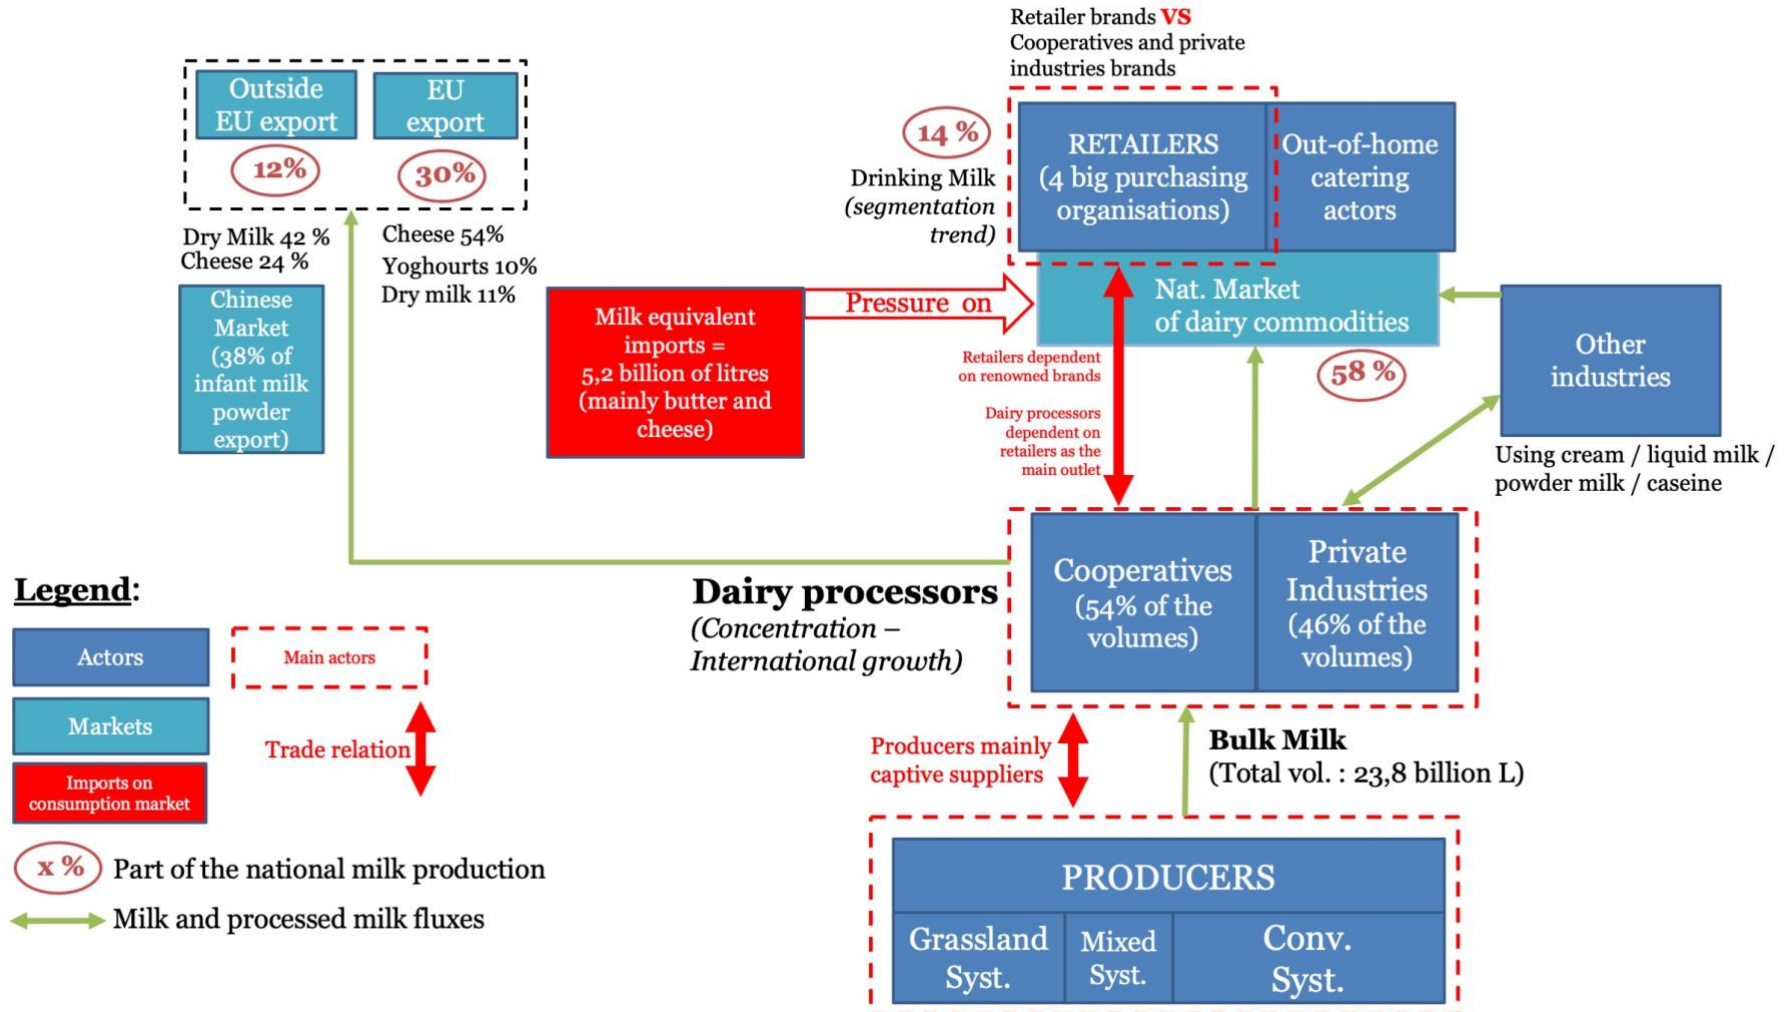 Retailer brands VS
Cooperatives and private
industries brands
Outside
EU export
EU
export
12%
30%
Dry Milk 42 %
Cheese 24 %
Cheese 54%
Yoghourts 10%
Dry milk 11%
Chinese
Market
(38% of
infant milk
powder
export)
14 %
Drinking Milk
(segmentation
trend)
RETAILERS
(4 big purchasing
organisations)
Out-of-home
catering
actors
Milk equivalent
imports =
5,2 billion of litres
(mainly butter and
cheese)
Pressure on
Nat. Market
of dairy commodities
58 %
Retailers dependent
on renowned brands
Dairy processors
dependent on
retailers as the
main outlet
Other
industries
Using cream / liquid milk /
powder milk / caseine
Dairy processors
(Concentration –
International growth)
Cooperatives
(54% of the
volumes)
Private
Industries
(46% of the
volumes)
Producers mainly
captive suppliers
Bulk Milk
(Total vol. : 23,8 billion L)
PRODUCERS
Grassland
Syst.
Mixed
Syst.
Conv.
Syst.
Legend:
Actors
Main actors
Markets
Trade relation
Imports on
consumption market
x % Part of the national milk production
Milk and processed milk fluxes